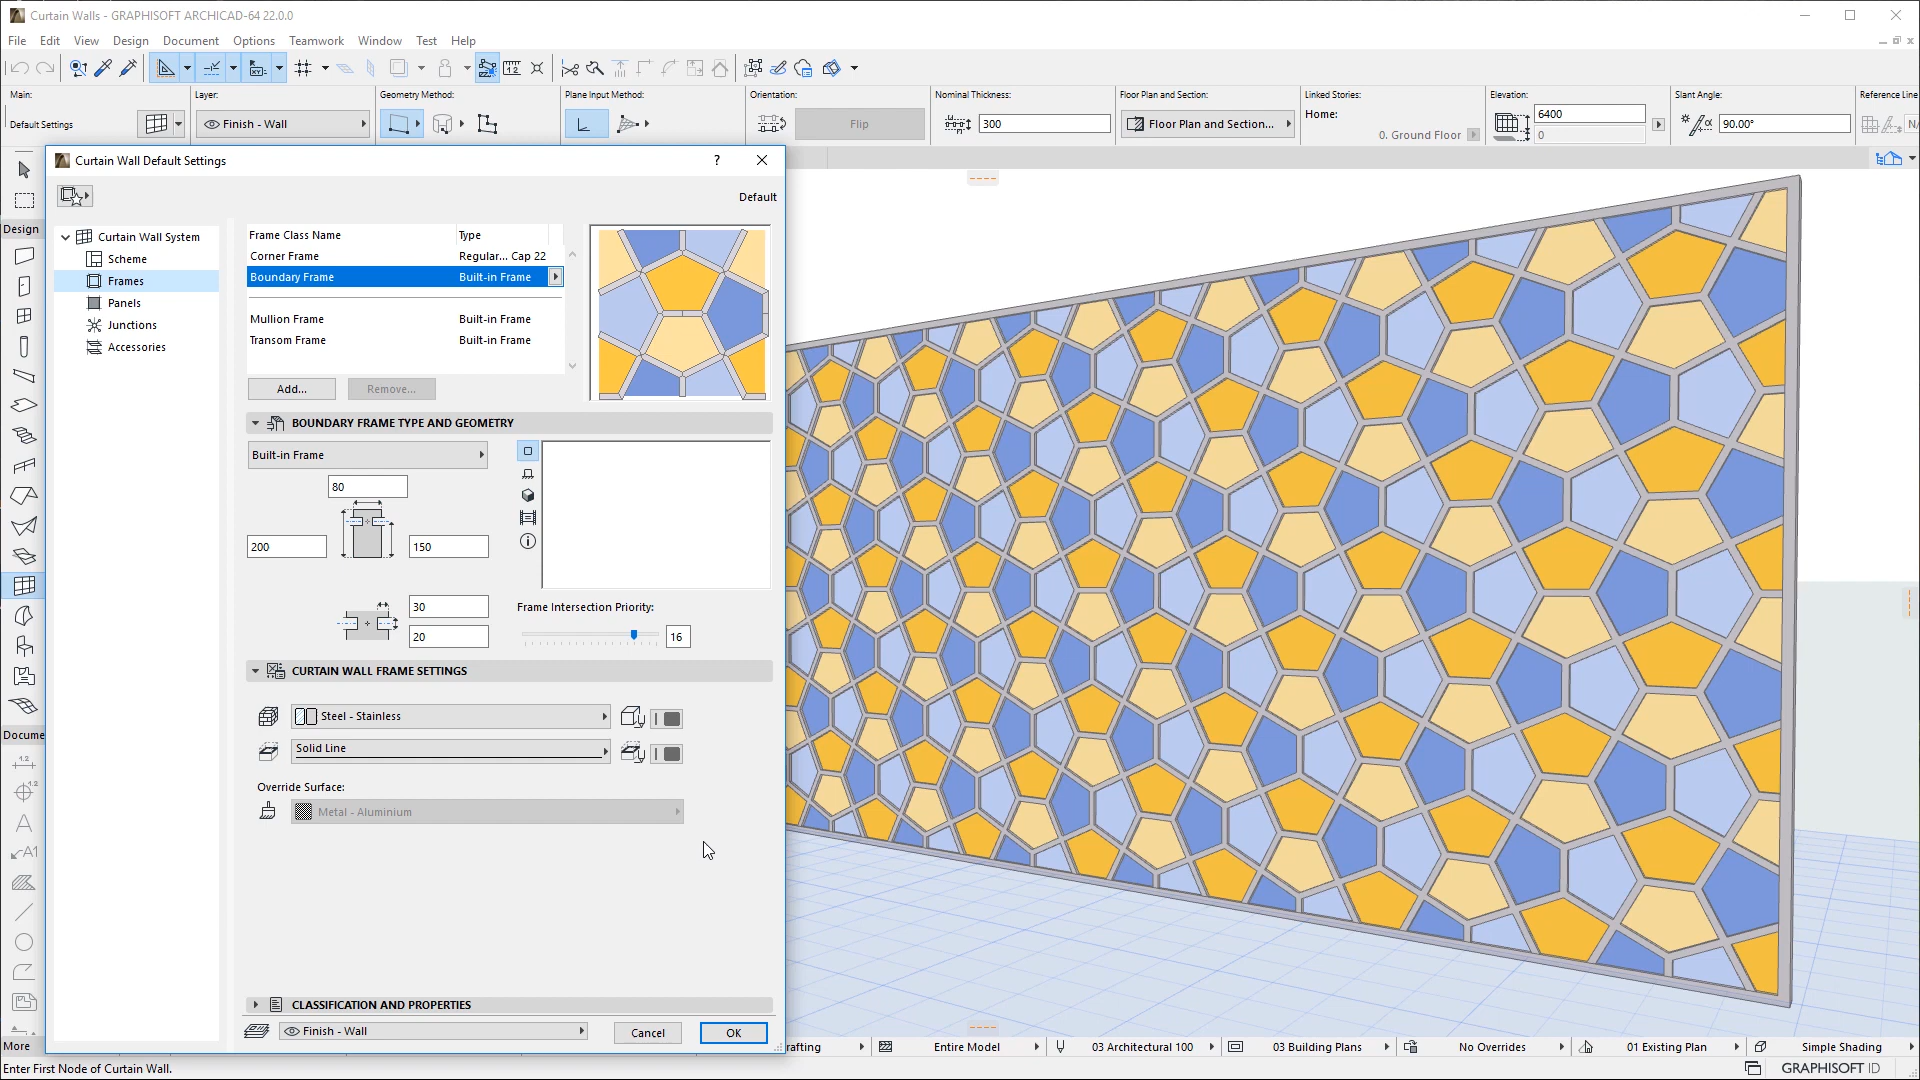 Curtain Walls - GRAPHISOFT ARCHICAD-64 22.0.0
File Edit View Design Document Options Teamwork Window Test Help
Main:
Default Settings
Layer:
Finish - Wall
Geometry Method:
Plane Input Method:
Orientation:
Flip
Nominal Thickness:
300
Floor Plan and Section:
Floor Plan and Section...
Linked Stories:
Home:
0. Ground Floor
Elevation:
6400
0
Slant Angle:
90.00°
Reference Line
Curtain Wall Default Settings
?
Default
Curtain Wall System
Scheme
Frames
Panels
Junctions
Accessories
Frame Class Name Type
Corner Frame Regular... Cap 22
Boundary Frame Built-in Frame
Mullion Frame Built-in Frame
Transom Frame Built-in Frame
Add... Remove...
BOUNDARY FRAME TYPE AND GEOMETRY
Built-in Frame
80
200
150
30
20
Frame Intersection Priority:
16
CURTAIN WALL FRAME SETTINGS
Steel - Stainless
Solid Line
Override Surface:
Metal - Aluminium
CLASSIFICATION AND PROPERTIES
Finish - Wall
Cancel OK
Design
Docume
1.2
1.2
A
A1
More
rafting
Entire Model
03 Architectural 100
03 Building Plans
No Overrides
01 Existing Plan
Simple Shading
Enter First Node of Curtain Wall.
GRAPHISOFT ID